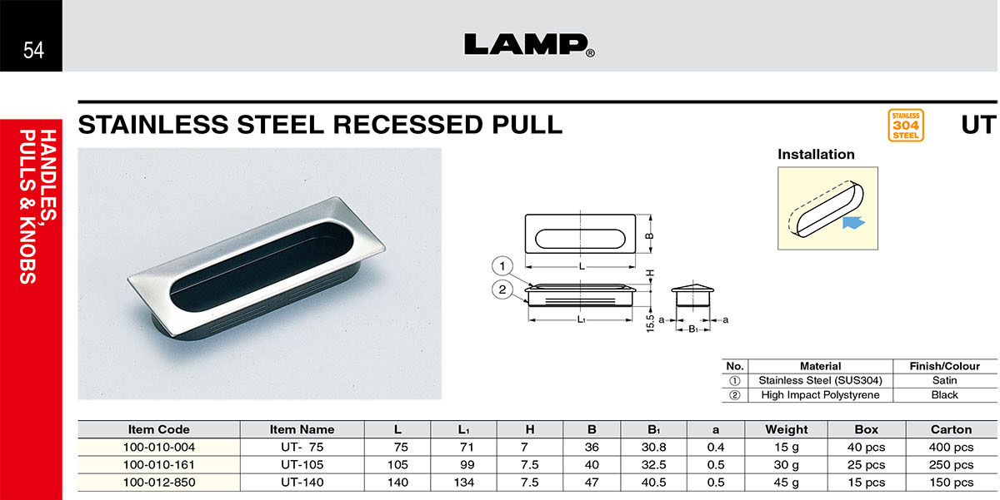 54
LAMP®
HANDLES,
PULLS & KNOBS
STAINLESS STEEL RECESSED PULL
STAINLESS
304
STEEL
UT
Installation
B
L
1
2
H
L1
15.5
a
a
B1
No. Material Finish/Colour
① Stainless Steel (SUS304) Satin
② High Impact Polystyrene Black
Item Code Item Name L L1 H B B1 a Weight Box Carton
100-010-004 UT- 75 75 71 7 36 30.8 0.4 15 g 40 pcs 400 pcs
100-010-161 UT-105 105 99 7.5 40 32.5 0.5 30 g 25 pcs 250 pcs
100-012-850 UT-140 140 134 7.5 47 40.5 0.5 45 g 15 pcs 150 pcs